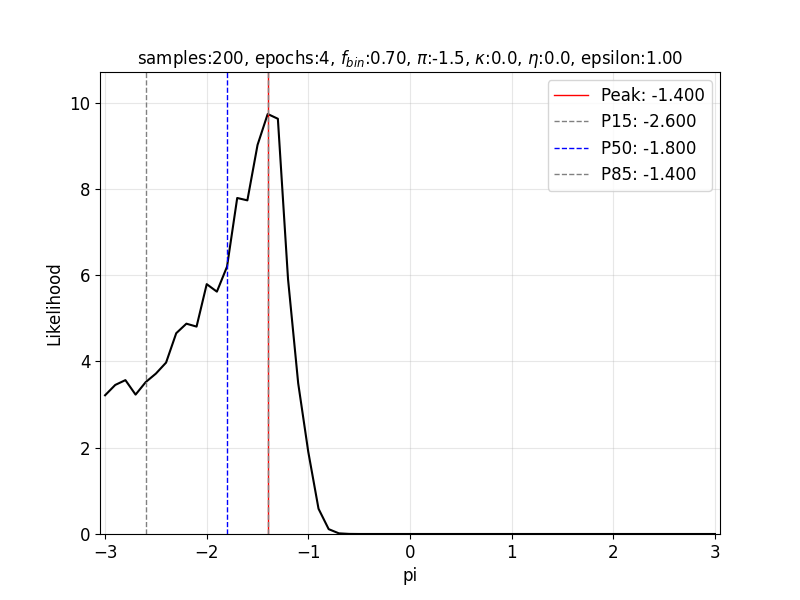 samples:200, epochs:4, f_bin:0.70, π:-1.5, κ:0.0, η:0.0, epsilon:1.00
Peak: -1.400
P15: -2.600
P50: -1.800
P85: -1.400
Likelihood
10
8
6
4
2
0
−3 −2 −1 0 1 2 3
pi